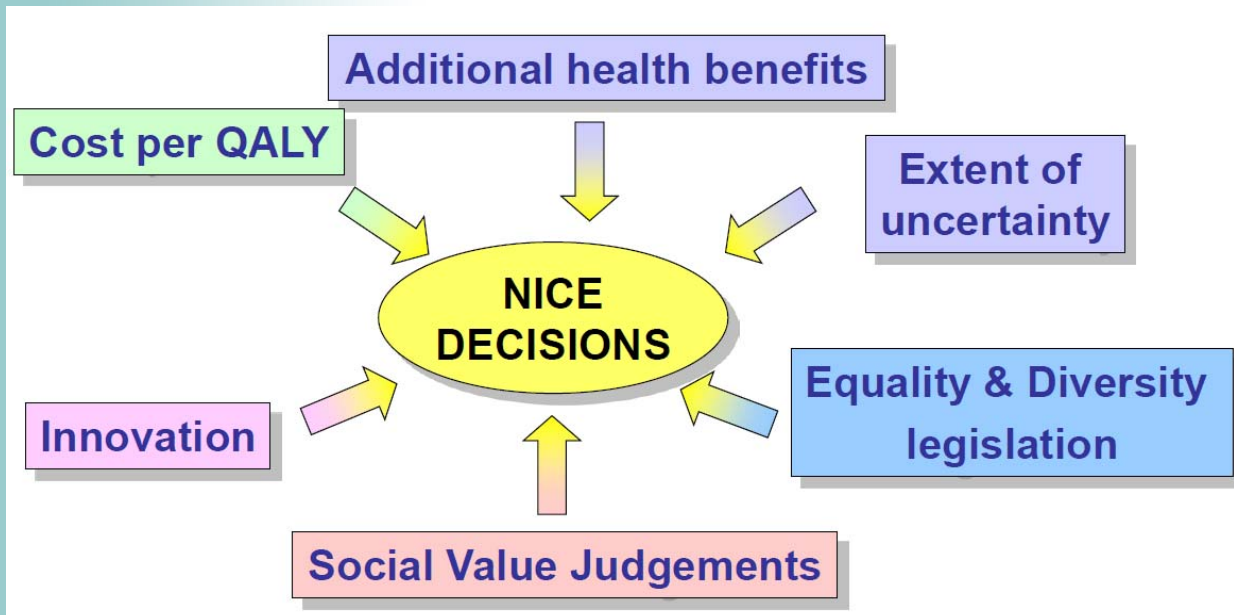 Additional health benefits
Cost per QALY
Extent of
uncertainty
NICE
DECISIONS
Equality & Diversity
legislation
Innovation
Social Value Judgements